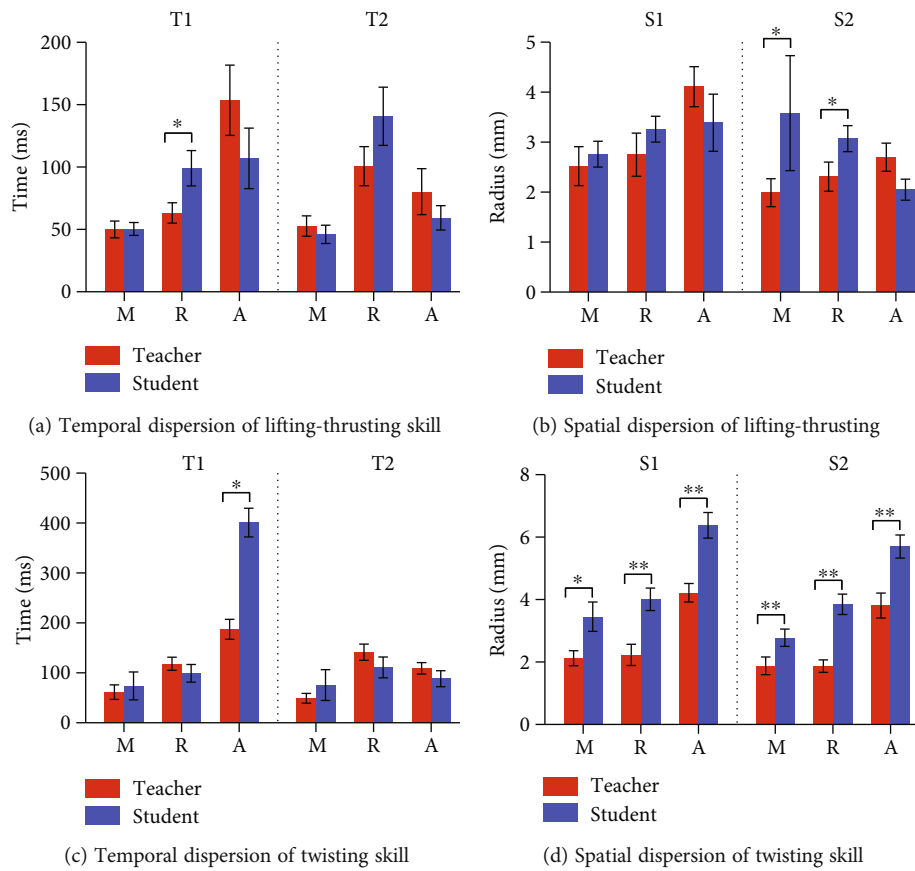 T1 T2
200
150
100
50
0
Time (ms)
*
M R A M R A
Teacher
Student
(a) Temporal dispersion of lifting-thrusting skill
S1 S2
5
4
3
2
1
0
Radius (mm)
* *
M R A M R A
Teacher
Student
(b) Spatial dispersion of lifting-thrusting
T1 T2
500
400
300
200
100
0
Time (ms)
*
M R A M R A
Teacher
Student
(c) Temporal dispersion of twisting skill
S1 S2
8
6
4
2
0
Radius (mm)
* ** ** ** ** **
M R A M R A
Teacher
Student
(d) Spatial dispersion of twisting skill